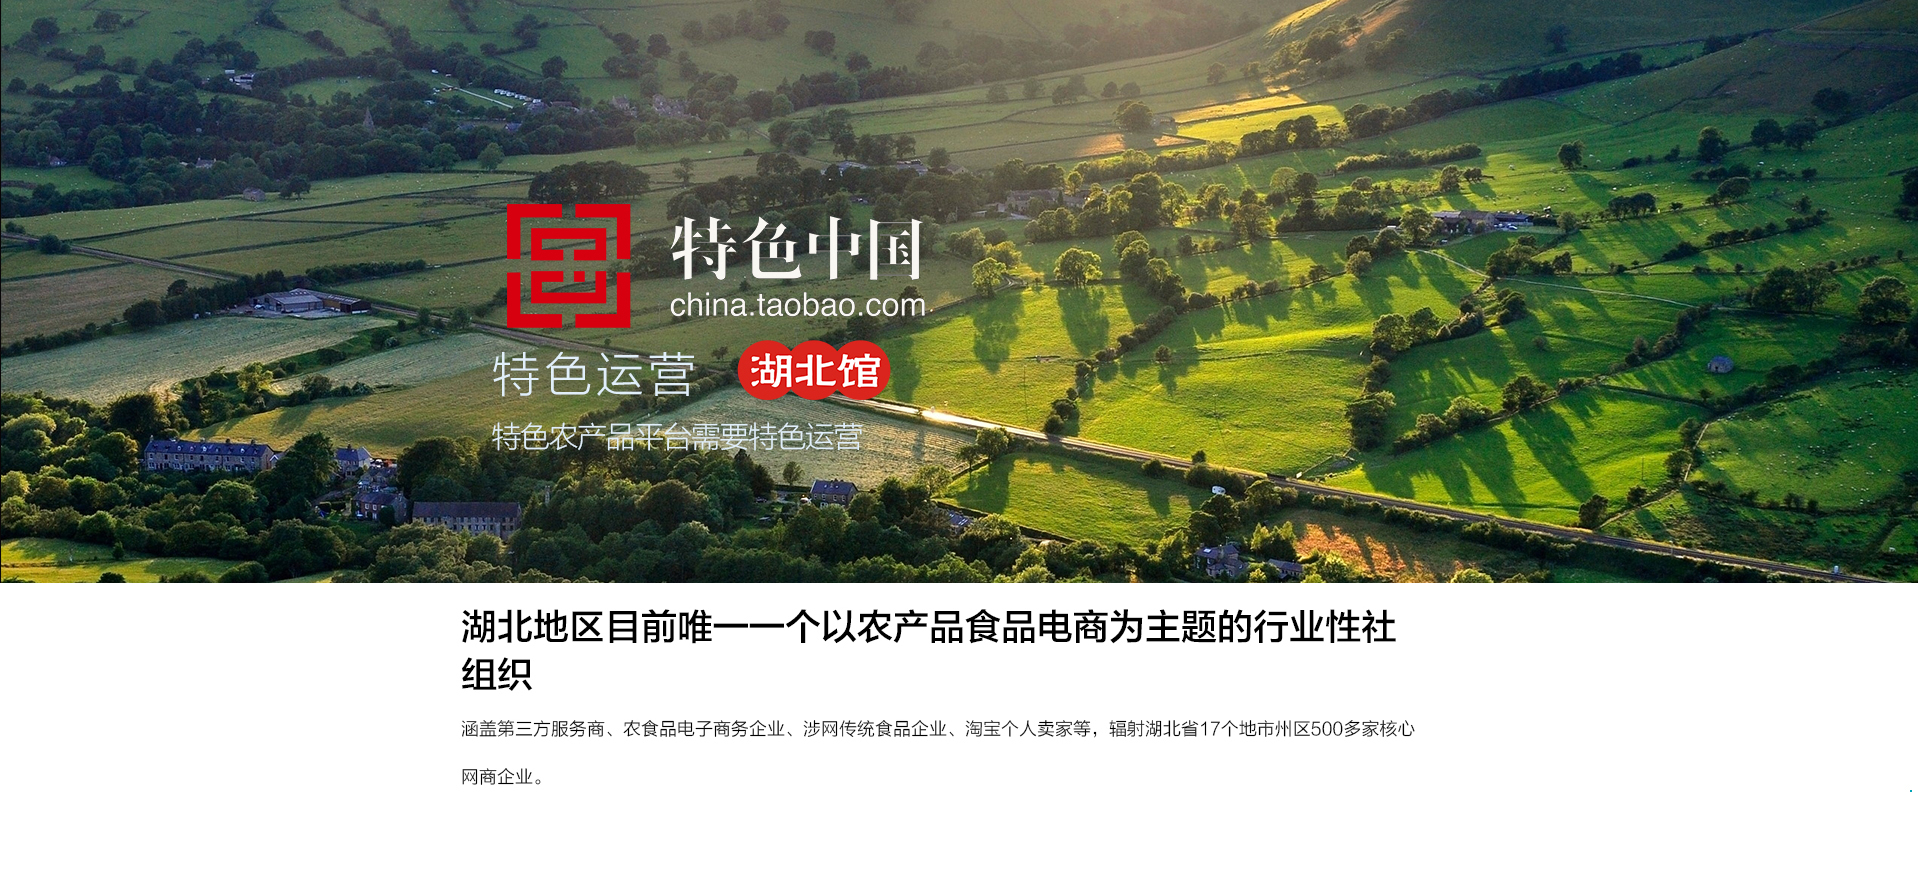 特色中国
china.taobao.com
特色运营 湖北馆
特色农产品平台需要特色运营
湖北地区目前唯一一个以农产品食品电商为主题的行业性社
组织
涵盖第三方服务商、农食品电子商务企业、涉网传统食品企业、淘宝个人卖家等，辐射湖北省17个地市州区500多家核心
网商企业。